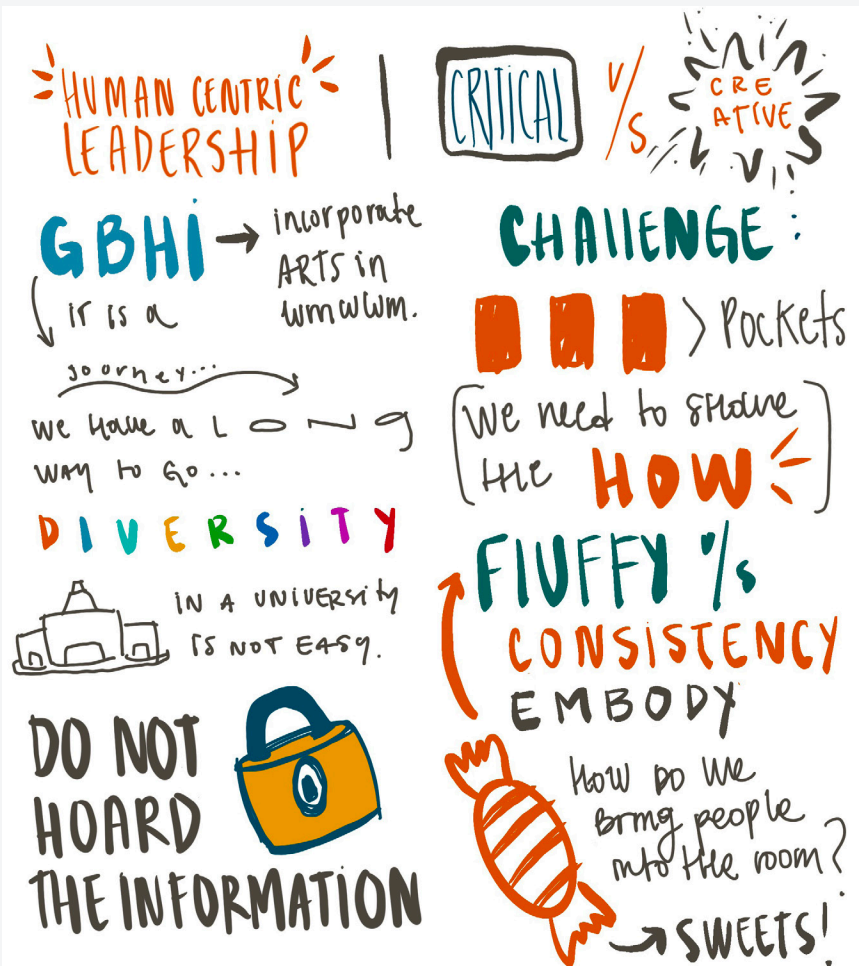 HUMAN CENTRIC
LEADERSHIP
CRITICAL
V/S
CRE
ATIVE
GBHI → incorporate
ARTS in
it is a
journey...
we have a LONG
way to go...
DIVERSITY
IN A UNIVERSITY
IS NOT EASY.
DO NOT
HOARD
THE INFORMATION
CHALLENGE:
> Pockets
(We need to share
the HOW)
FLUFFY V/S
CONSISTENCY
EMBODY
How do we
bring people
into the room?
→ SWEETS!